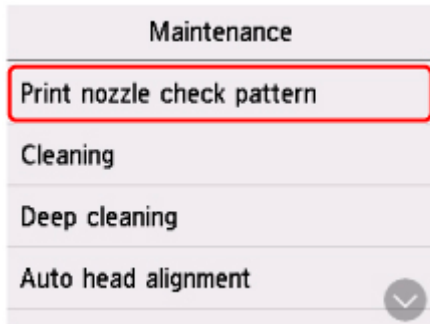 Maintenance
Print nozzle check pattern
Cleaning
Deep cleaning
Auto head alignment